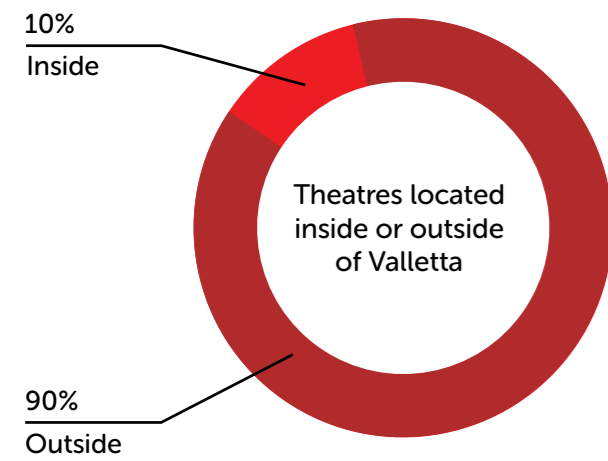 10%
Inside
Theatres located
inside or outside
of Valletta
90%
Outside